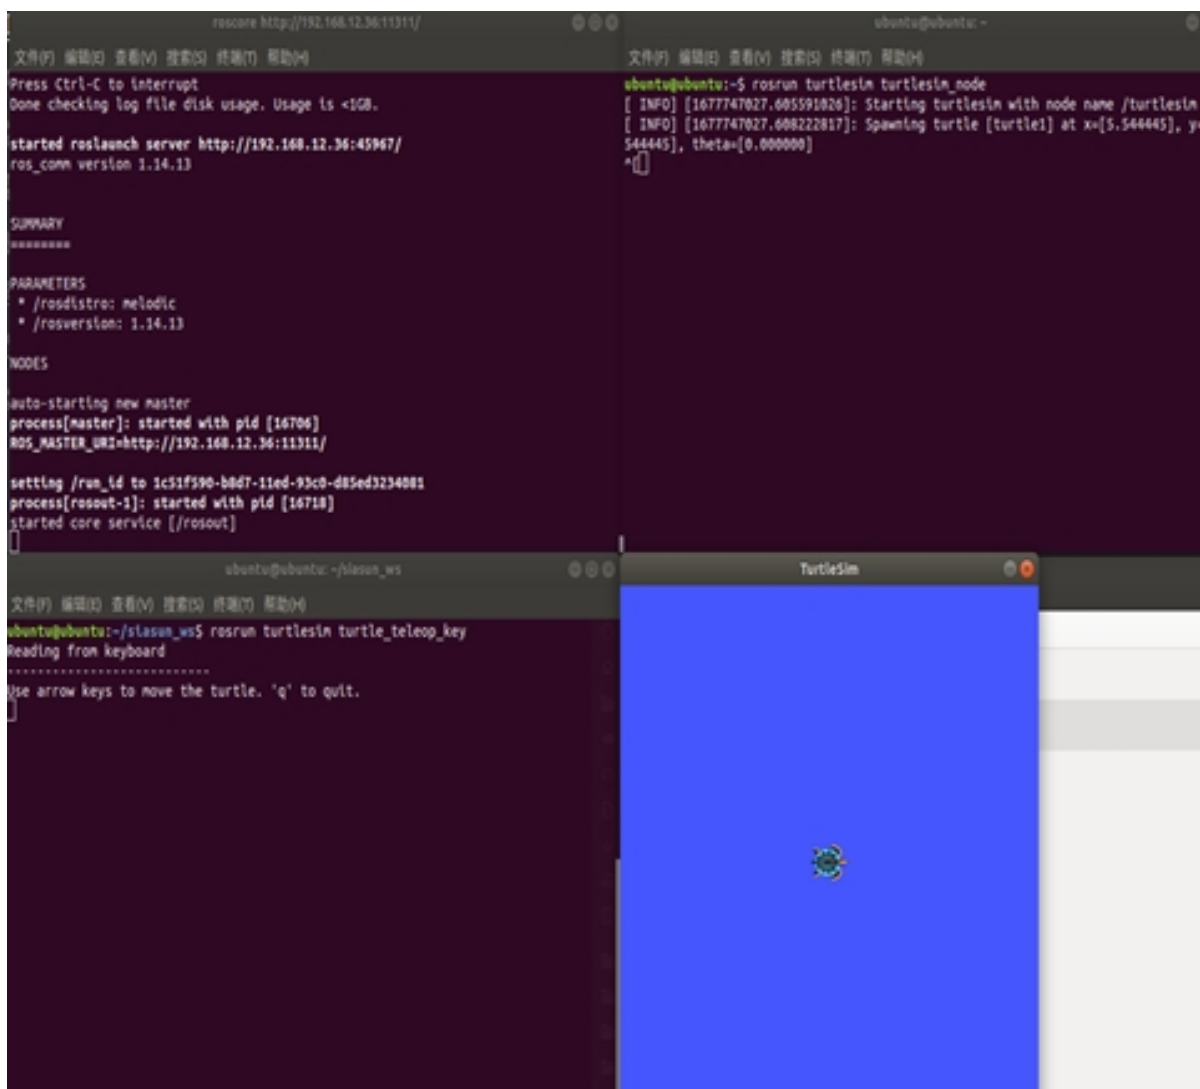 roscore http://192.168.12.36:11311/
文件(F) 编辑(E) 查看(V) 搜索(S) 终端(T) 帮助(H)
Press Ctrl-C to interrupt
Done checking log file disk usage. Usage is <1GB.
started roslaunch server http://192.168.12.36:45967/
ros_comm version 1.14.13
SUMMARY
========
PARAMETERS
* /rosdistro: melodic
* /rosversion: 1.14.13
NODES
auto-starting new master
process[master]: started with pid [16706]
ROS_MASTER_URI=http://192.168.12.36:11311/
setting /run_id to 1c51f590-b8d7-11ed-93c0-d85ed3234081
process[rosout-1]: started with pid [16718]
started core service [/rosout]
ubuntu@ubuntu: ~
文件(F) 编辑(E) 查看(V) 搜索(S) 终端(T) 帮助(H)
ubuntu@ubuntu:~$ rosrun turtlesim turtlesim_node
[ INFO] [1677747027.605591026]: Starting turtlesim with node name /turtlesim
[ INFO] [1677747027.608222817]: Spawning turtle [turtle1] at x=[5.544445], y=
544445], theta=[0.000000]
^[
ubuntu@ubuntu: ~/siasun_ws
文件(F) 编辑(E) 查看(V) 搜索(S) 终端(T) 帮助(H)
ubuntu@ubuntu:~/siasun_ws$ rosrun turtlesim turtle_teleop_key
Reading from keyboard
---------------------------
Use arrow keys to move the turtle. 'q' to quit.
TurtleSim